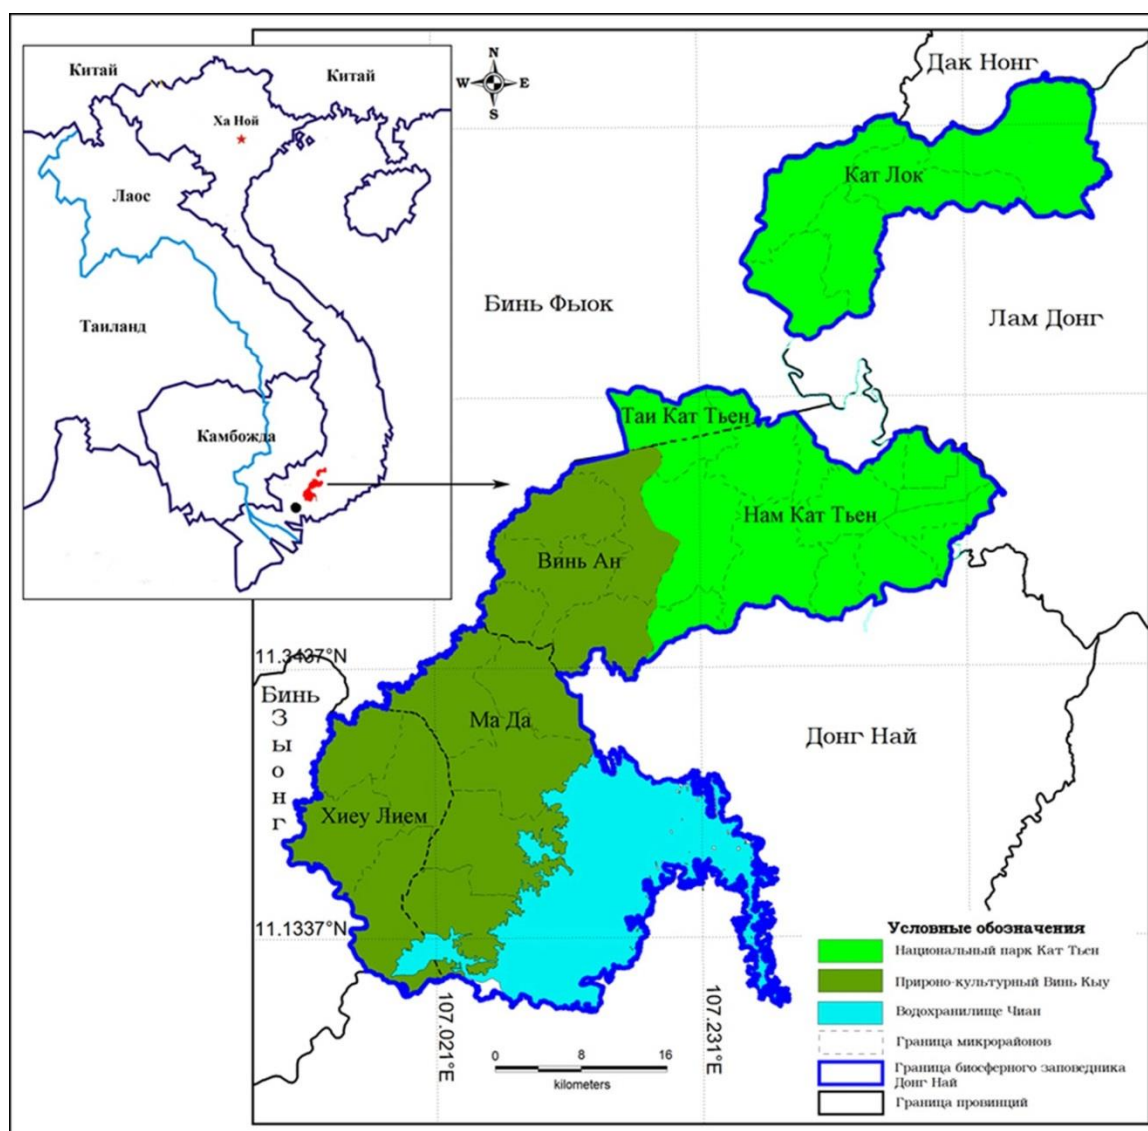 Китай
Китай
Ха Ной
Лаос
Таиланд
Камбожда
N
W E
S
Дак Нонг
Кат Лок
Бинь Фыок
Лам Донг
Таи Кат Тьен
Нам Кат Тьен
Винь Ан
11.3437°N
Бинь
Зыонг
Ма Да
Донг Най
Хиеу Лием
11.1337°N
107.021°E
107.231°E
0 8 16
kilometers
Условные обозначения
Национальный парк Кат Тьен
Прироно-культурный Винь Кыу
Водохранилище Чиан
Граница микрорайонов
Граница биосферного заповедника
Донг Най
Граница провинций